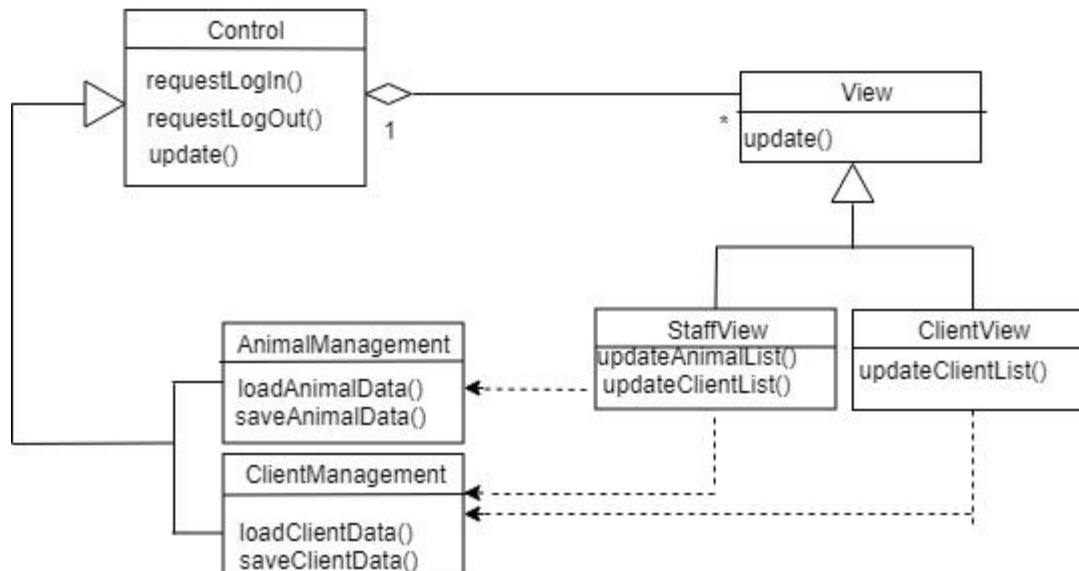 Control
requestLogIn()
requestLogOut()
update()
1
*
View
update()
StaffView
updateAnimalList()
updateClientList()
ClientView
updateClientList()
AnimalManagement
loadAnimalData()
saveAnimalData()
ClientManagement
loadClientData()
saveClientData()